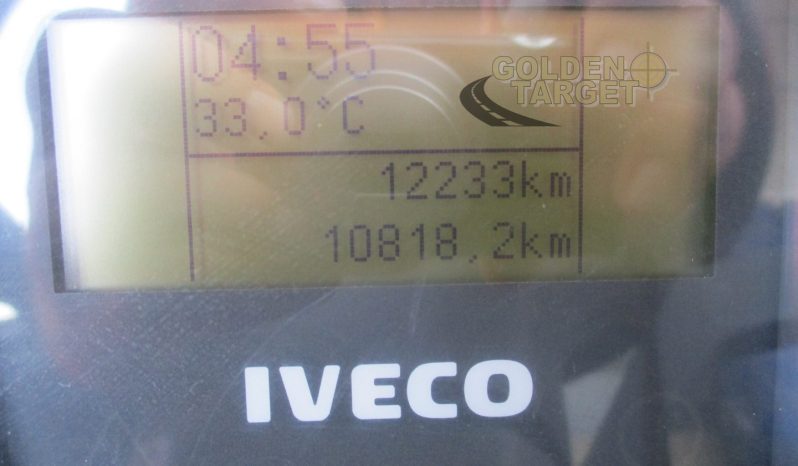 04:55
GOLDEN
TARGET
33,0°C
12233km
10818,2km
IVECO